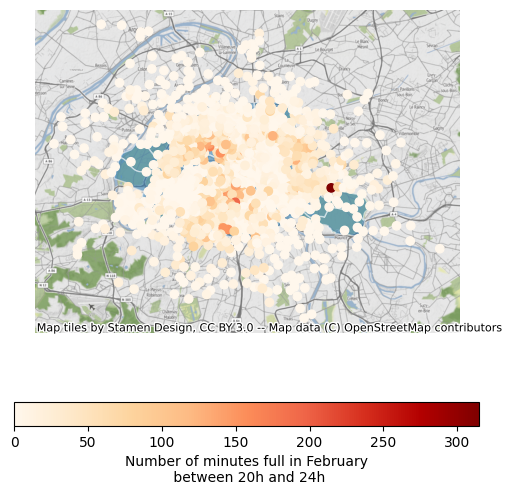 Map tiles by Stamen Design, CC BY 3.0 -- Map data (C) OpenStreetMap contributors
0 50 100 150 200 250 300
Number of minutes full in February
between 20h and 24h